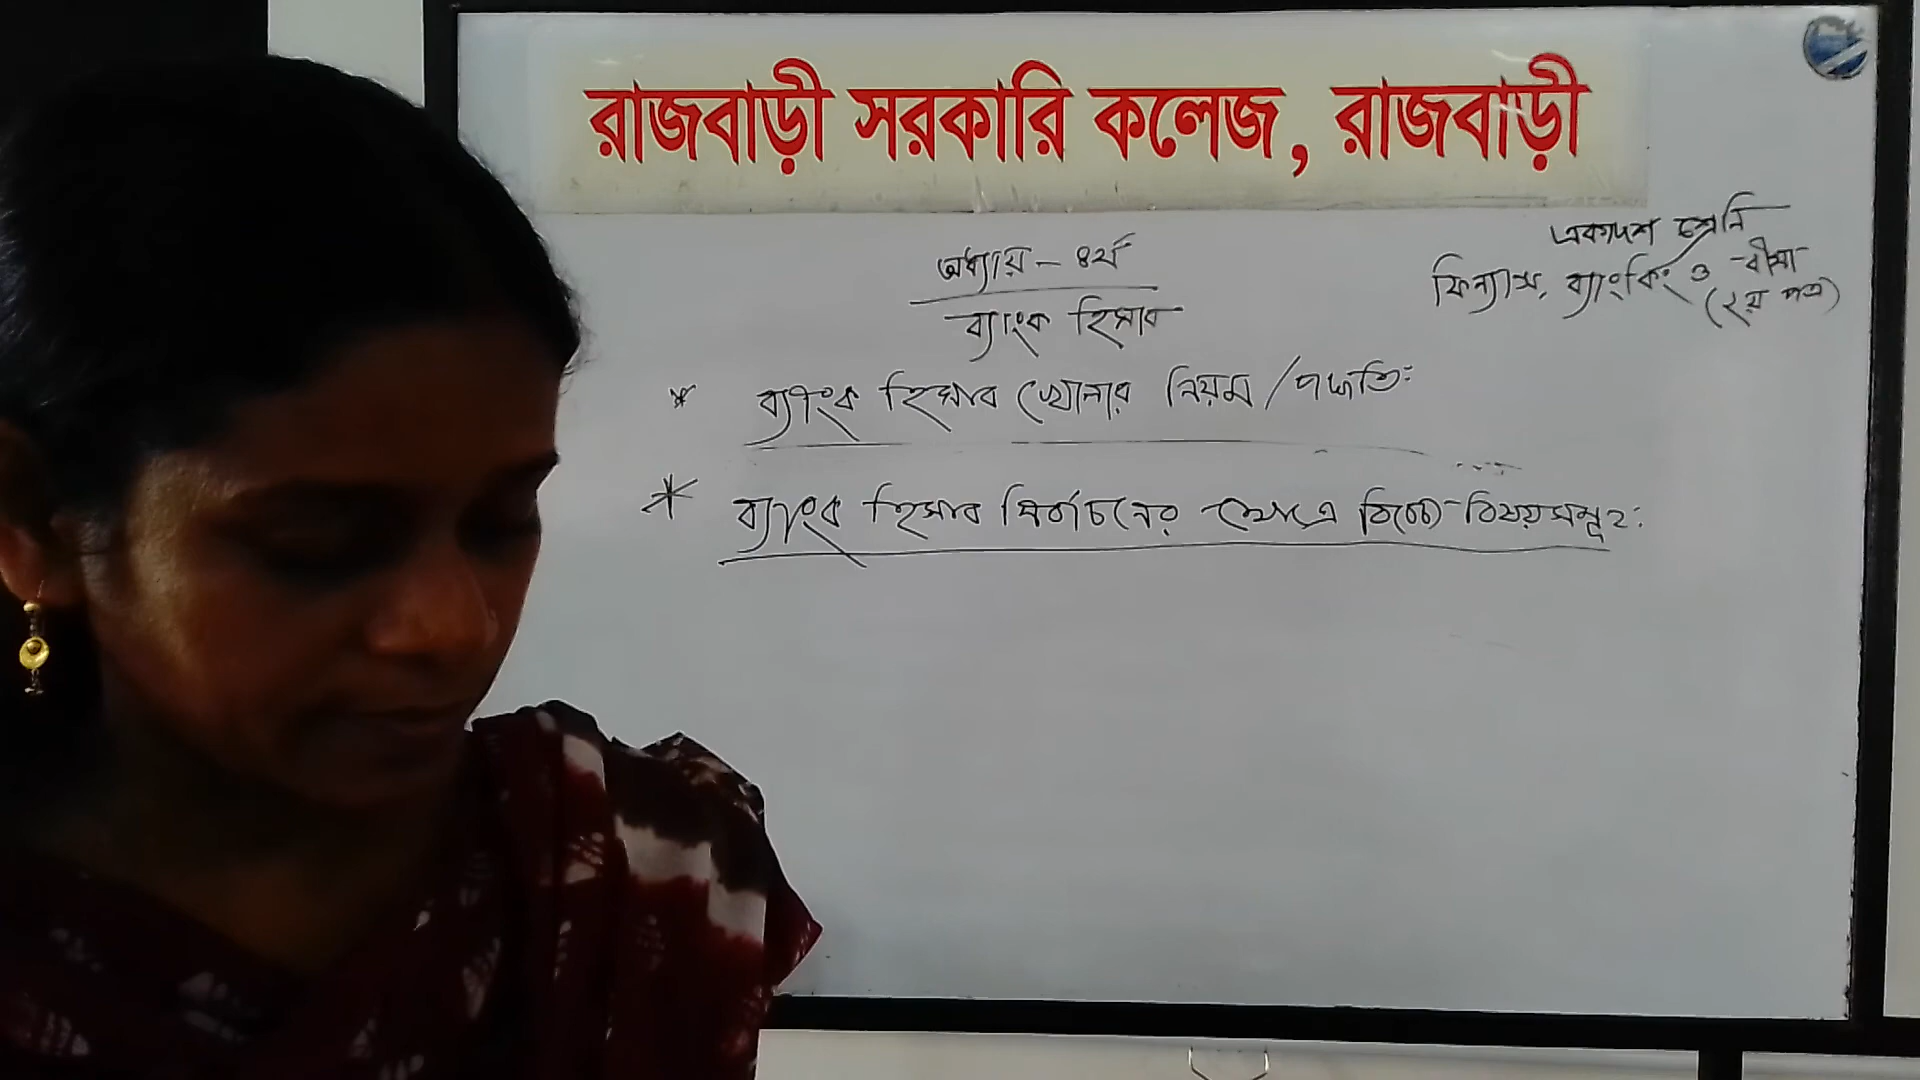 রাজবাড়ী সরকারি কলেজ, রাজবাড়ী
একাদশ শ্রেনি
ফিন্যান্স, ব্যাংকিং ও বীমা
(২য় পত্র)
অধ্যায় - ৪র্থ
ব্যাংক হিসাব
* ব্যাংক হিসাব খোলার নিয়ম / পদ্ধতি:
* ব্যাংক হিসাব নির্বাচনের ক্ষেত্রে বিবেচ্য বিষয়সমূহ: